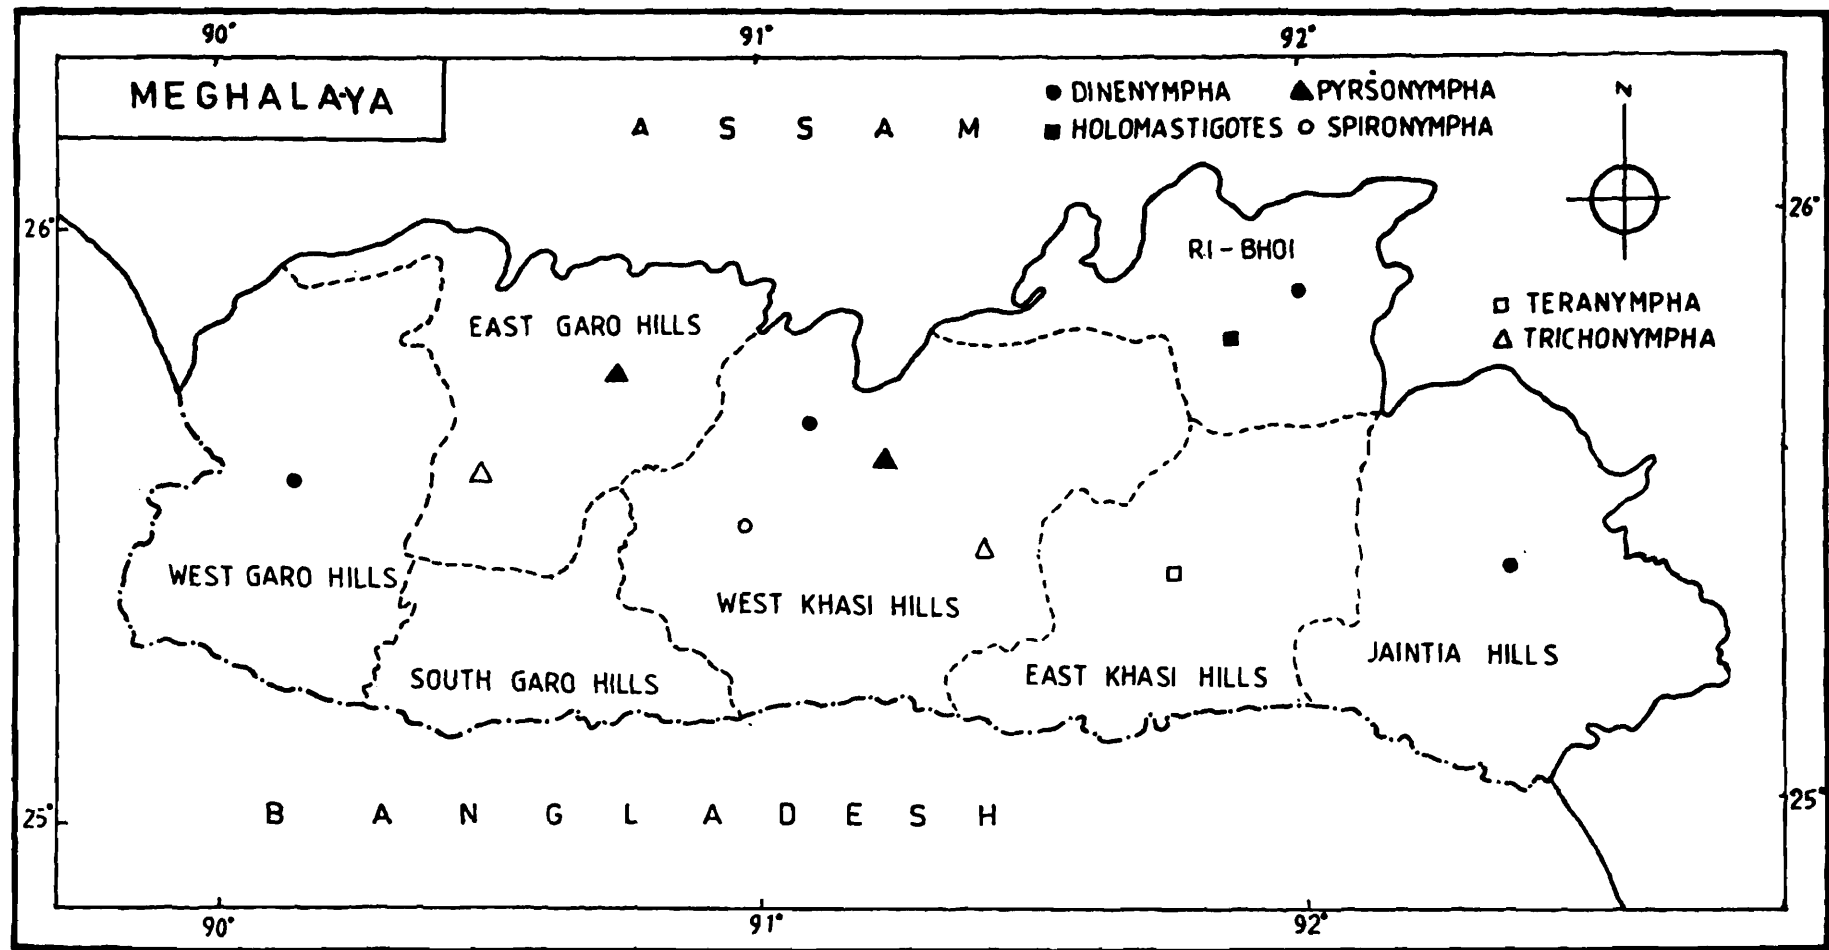 90° 91° 92°
MEGHALAYA
● DINENYMPHA ▲ PYRSONYMPHA
■ HOLOMASTIGOTES ○ SPIRONYMPHA
A S S A M
N
26° 26°
RI-BHOI
□ TERANYMPHA
△ TRICHONYMPHA
EAST GARO HILLS
WEST GARO HILLS
WEST KHASI HILLS
JAINTIA HILLS
SOUTH GARO HILLS
EAST KHASI HILLS
25° 25°
B A N G L A D E S H
90° 91° 92°